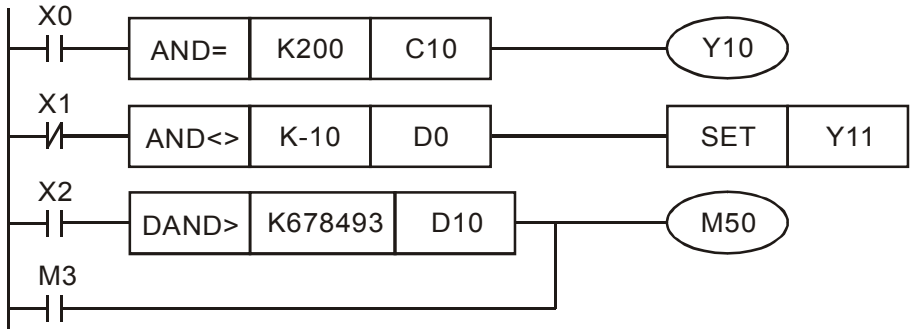 X0
AND= K200 C10 Y10
X1
AND<> K-10 D0 SET Y11
X2
DAND> K678493 D10 M50
M3